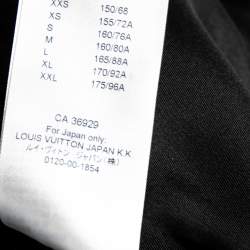 XXS 150/68
XS 155/72A
S 160/76A
M 160/80A
L 165/88A
XL 170/92A
XXL 175/96A
CA 36929
For Japan only:
LOUIS VUITTON JAPAN K.K
ルイ・ヴィトン・ジャパン(株)
0120-00-1854